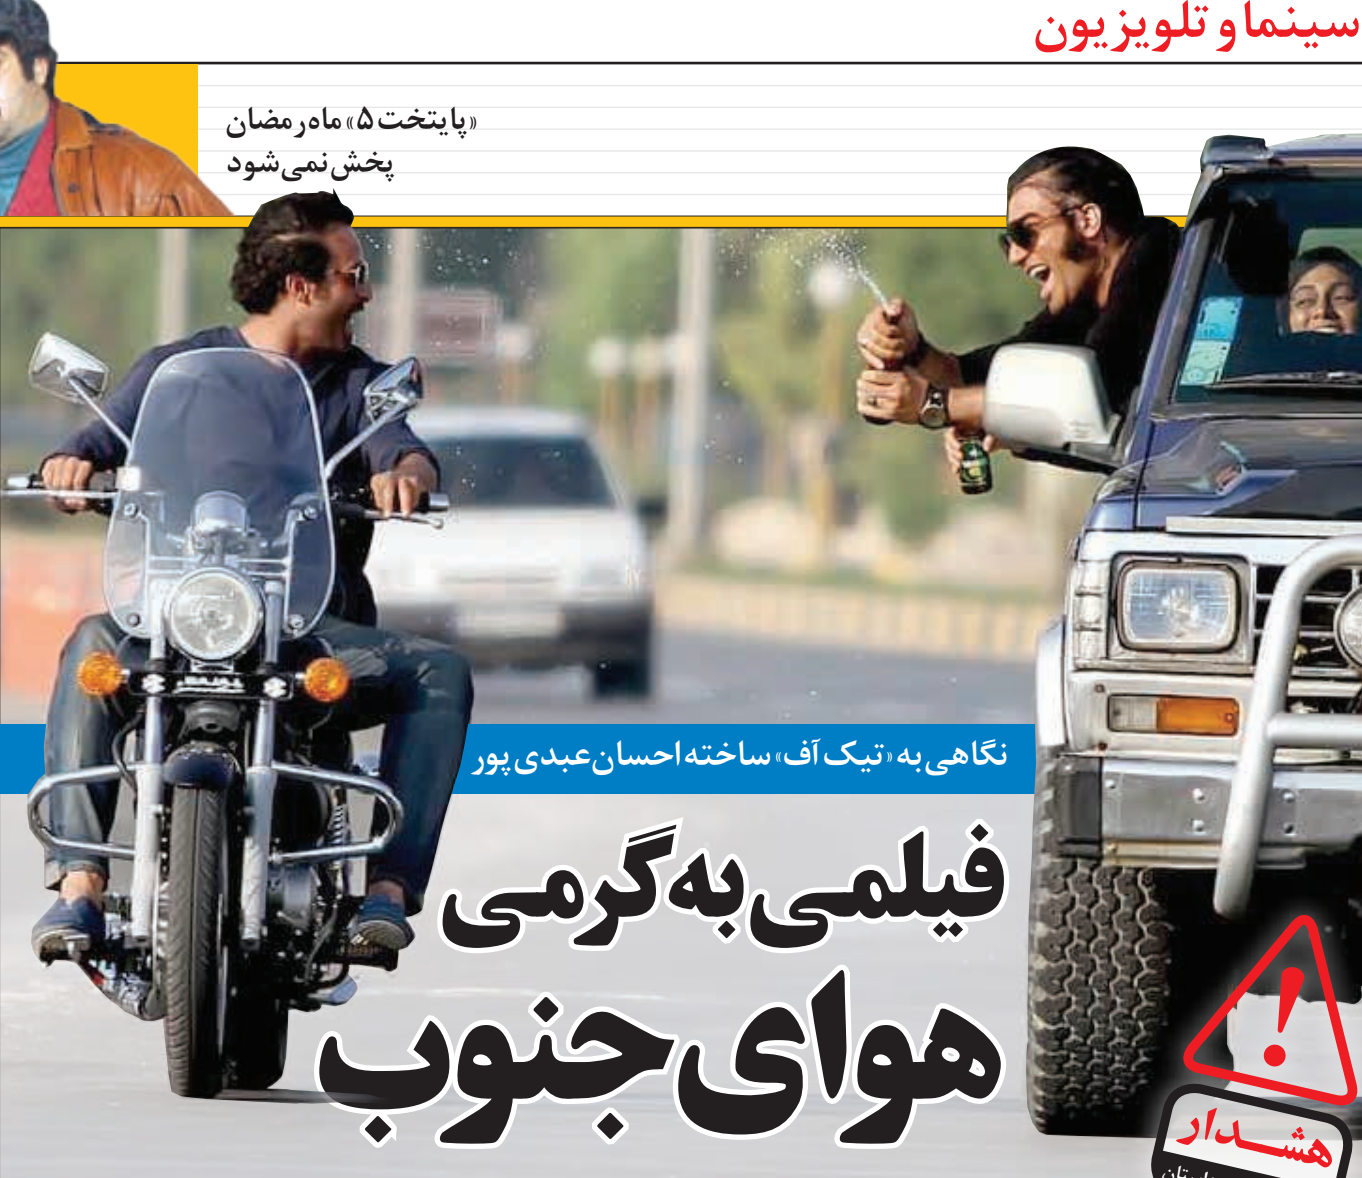 سینما و تلویزیون
«پایتخت ۵» ماه رمضان
پخش نمی‌شود
نگاهی به «تیک آف» ساخته احسان عبدی پور
فیلمی به گرمی
هوای جنوب
هشدار